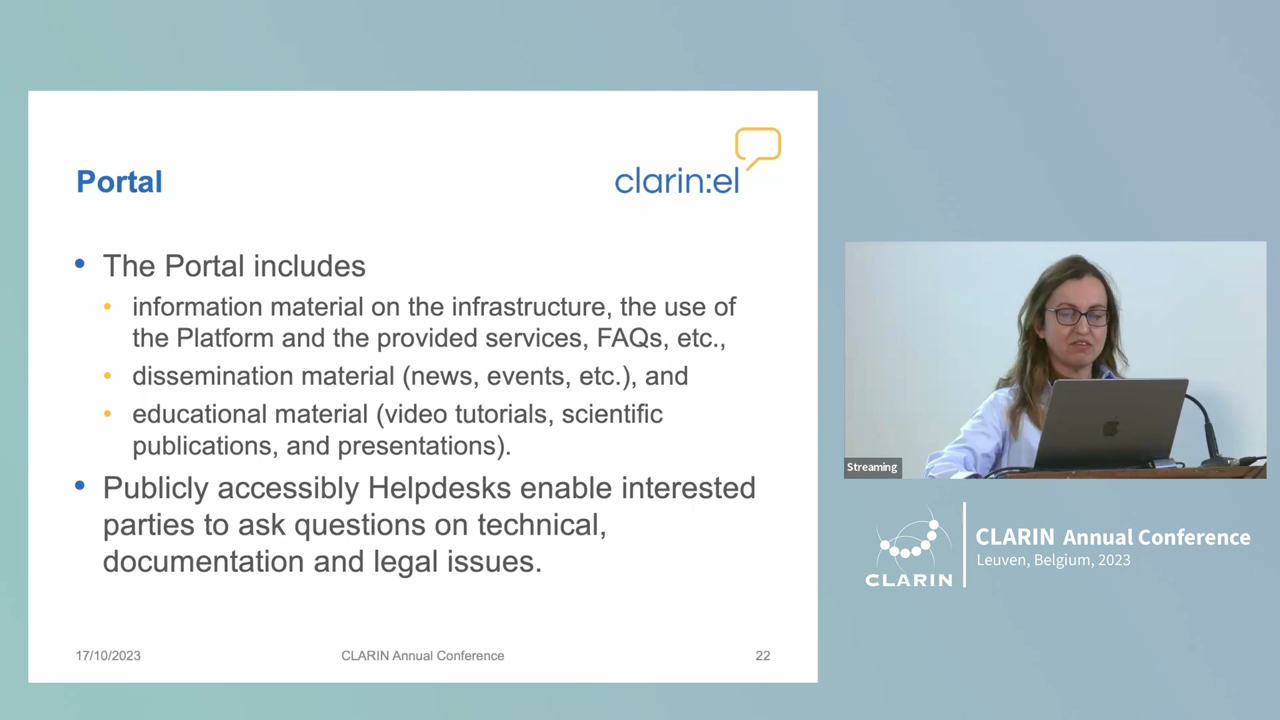 Portal
clarin:el
• The Portal includes
• information material on the infrastructure, the use of
the Platform and the provided services, FAQs, etc.,
• dissemination material (news, events, etc.), and
• educational material (video tutorials, scientific
publications, and presentations).
• Publicly accessibly Helpdesks enable interested
parties to ask questions on technical,
documentation and legal issues.
17/10/2023
CLARIN Annual Conference
22
Streaming
CLARIN
CLARIN Annual Conference
Leuven, Belgium, 2023